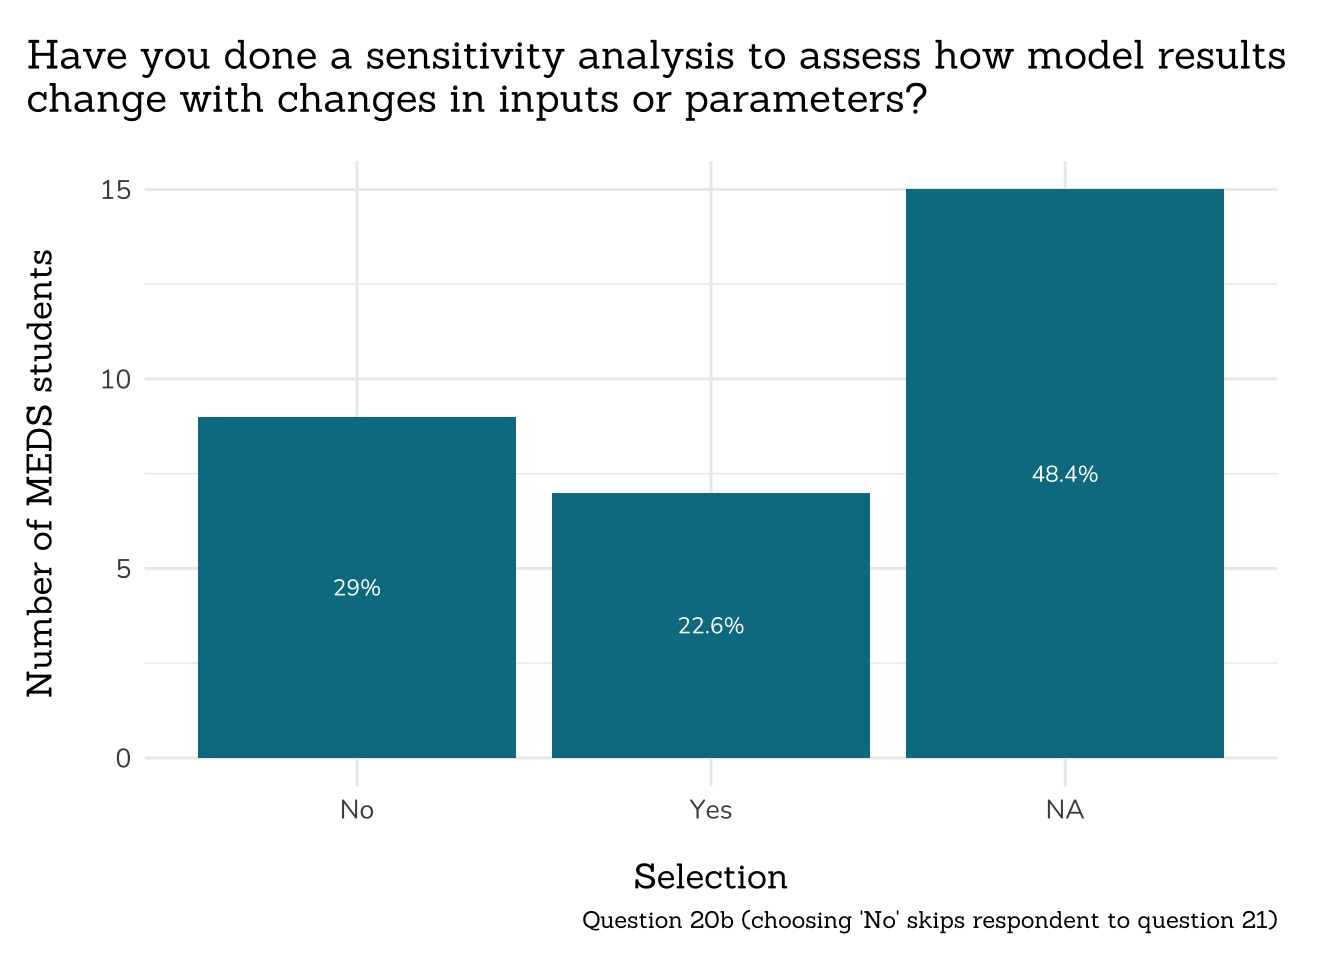 Have you done a sensitivity analysis to assess how model results
change with changes in inputs or parameters?
Number of MEDS students
15
10
5
0
29%
22.6%
48.4%
No
Yes
NA
Selection
Question 20b (choosing 'No' skips respondent to question 21)